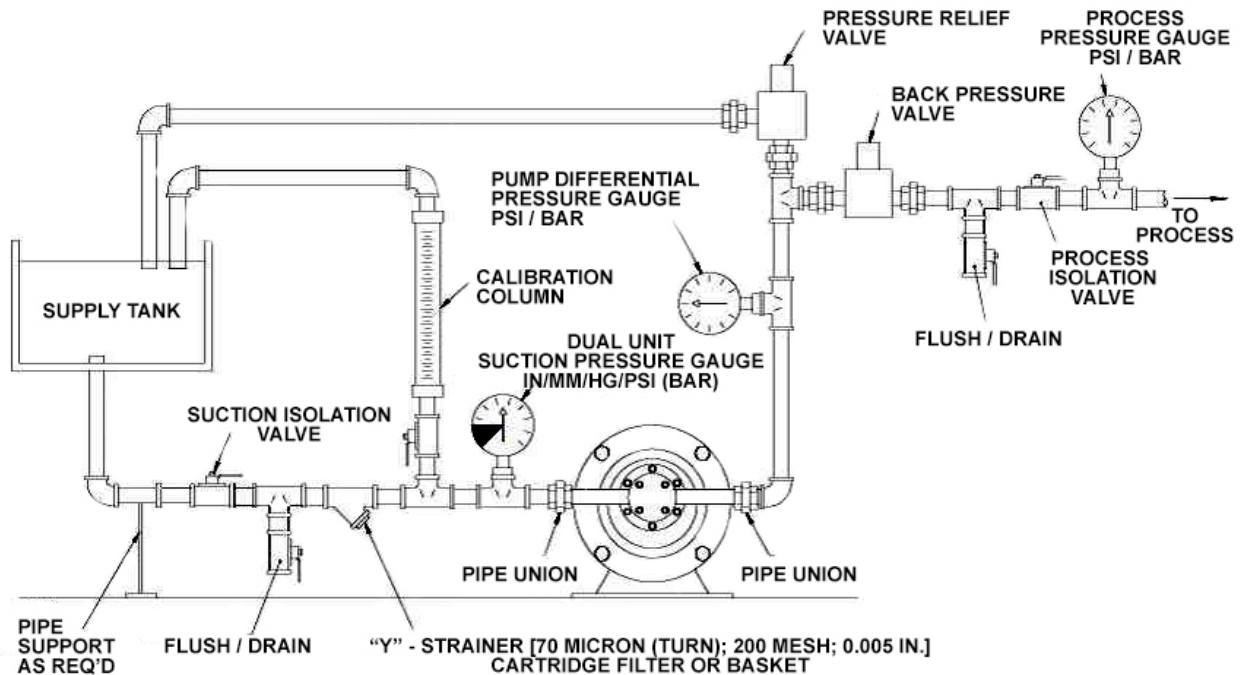 PRESSURE RELIEF
VALVE
PROCESS
PRESSURE GAUGE
PSI / BAR
BACK PRESSURE
VALVE
PUMP DIFFERENTIAL
PRESSURE GAUGE
PSI / BAR
TO
PROCESS
PROCESS
ISOLATION
VALVE
FLUSH / DRAIN
SUPPLY TANK
CALIBRATION
COLUMN
DUAL UNIT
SUCTION PRESSURE GAUGE
IN/MM/HG/PSI (BAR)
SUCTION ISOLATION
VALVE
PIPE UNION
PIPE UNION
PIPE
SUPPORT
AS REQ'D
FLUSH / DRAIN
“Y” - STRAINER [70 MICRON (TURN); 200 MESH; 0.005 IN.]
CARTRIDGE FILTER OR BASKET